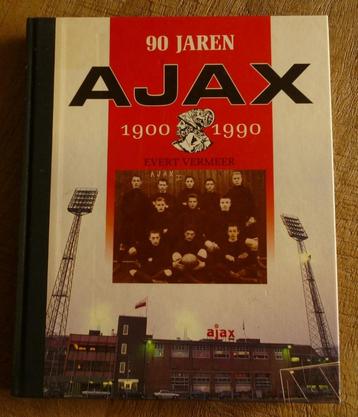 90 JAREN
AJAX
1900 1990
EVERT VERMEER
AJAX
ajax